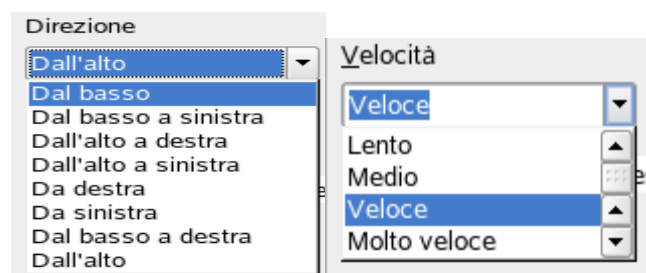 Direzione
Dall'alto
Dal basso
Dal basso a sinistra
Dall'alto a destra
Dall'alto a sinistra
Da destra
Da sinistra
Dal basso a destra
Dall'alto
Velocità
Veloce
Lento
Medio
Veloce
Molto veloce